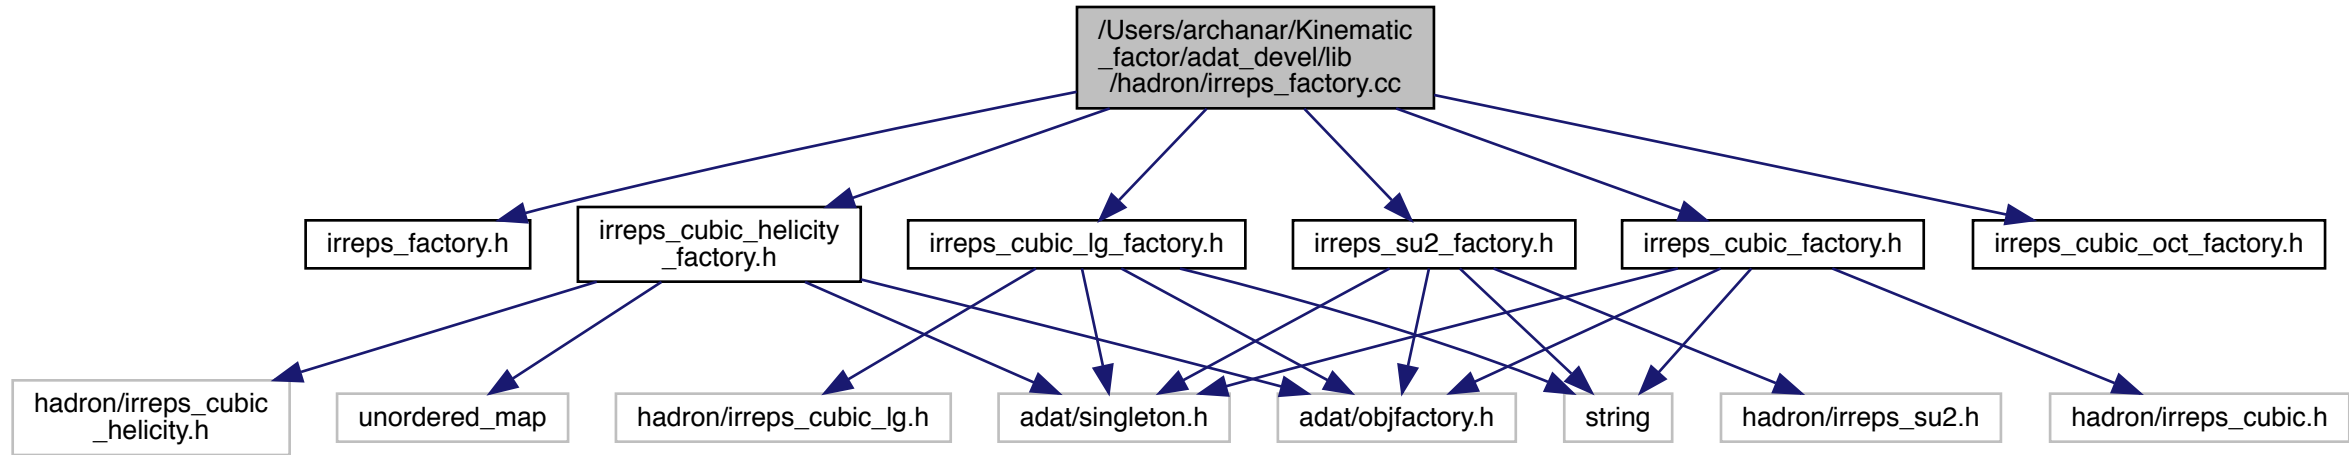 /Users/archanar/Kinematic
_factor/adat_devel/lib
/hadron/irreps_factory.cc
irreps_factory.h
irreps_cubic_helicity
_factory.h
irreps_cubic_lg_factory.h
irreps_su2_factory.h
irreps_cubic_factory.h
irreps_cubic_oct_factory.h
hadron/irreps_cubic
_helicity.h
unordered_map
hadron/irreps_cubic_lg.h
adat/singleton.h
adat/objfactory.h
string
hadron/irreps_su2.h
hadron/irreps_cubic.h